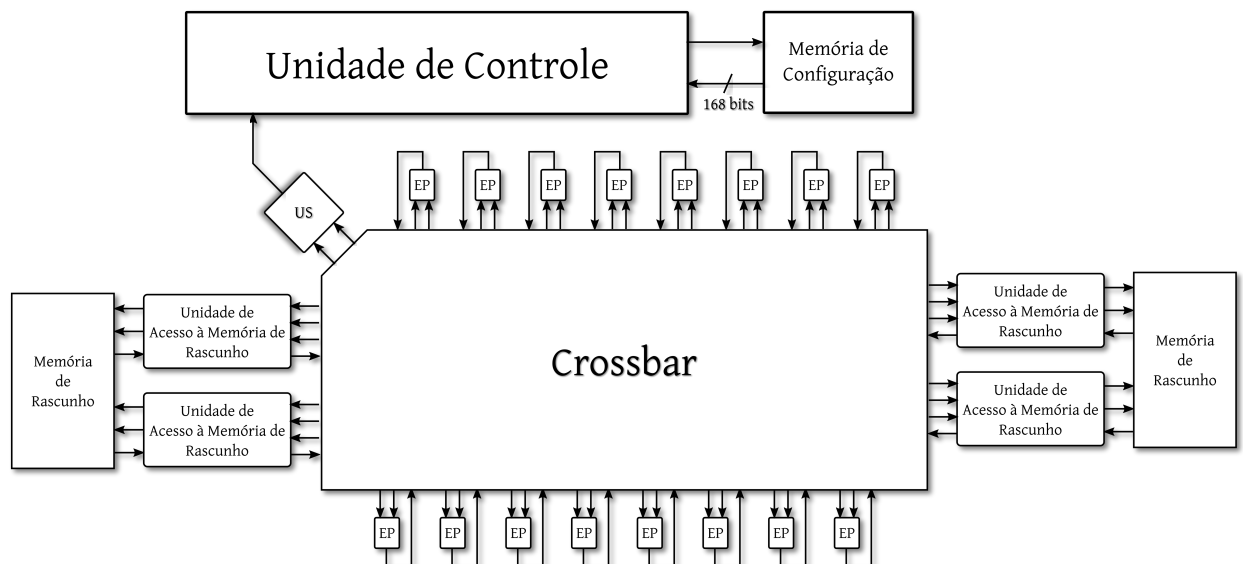 Unidade de Controle
Memória de
Configuração
168 bits
EP
EP
EP
EP
EP
EP
EP
EP
US
Unidade de
Acesso à Memória de
Rascunho
Unidade de
Acesso à Memória de
Rascunho
Memória
de
Rascunho
Crossbar
Unidade de
Acesso à Memória de
Rascunho
Unidade de
Acesso à Memória de
Rascunho
Memória
de
Rascunho
EP
EP
EP
EP
EP
EP
EP
EP